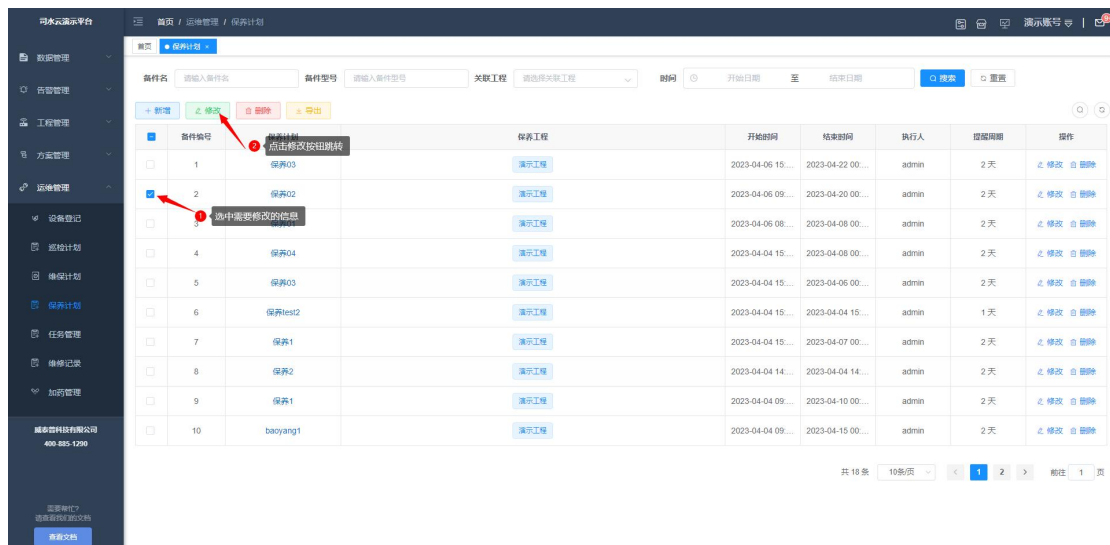 司水云演示平台
首页 / 运维管理 / 保养计划
演示账号
首页 保养计划 ×
数据管理
告警管理
工程管理
方案管理
运维管理
设备登记
巡检计划
维保计划
保养计划
任务管理
维修记录
加药管理
威泰普科技有限公司
400-885-1290
需要帮忙?
请查看我们的文档
查看文档
备件名 请输入备件名 备件型号 请输入备件型号 关联工程 请选择关联工程 时间 开始日期 至 结束日期 搜索 重置
+ 新增 修改 删除 导出
备件编号 保养计划 保养工程 开始时间 结束时间 执行人 提醒周期 操作
2 点击修改按钮跳转
1 保养03 演示工程 2023-04-06 15:... 2023-04-22 00:... admin 2 天 修改 删除
2 保养02 演示工程 2023-04-06 09:... 2023-04-20 00:... admin 2 天 修改 删除
1 选中需要修改的信息
3 保养01 演示工程 2023-04-06 08:... 2023-04-08 00:... admin 2 天 修改 删除
4 保养04 演示工程 2023-04-04 15:... 2023-04-08 00:... admin 2 天 修改 删除
5 保养03 演示工程 2023-04-04 15:... 2023-04-06 00:... admin 2 天 修改 删除
6 保养test2 演示工程 2023-04-04 15:... 2023-04-04 15:... admin 1 天 修改 删除
7 保养1 演示工程 2023-04-04 15:... 2023-04-07 00:... admin 2 天 修改 删除
8 保养2 演示工程 2023-04-04 14:... 2023-04-04 14:... admin 2 天 修改 删除
9 保养1 演示工程 2023-04-04 09:... 2023-04-10 00:... admin 2 天 修改 删除
10 baoyang1 演示工程 2023-04-04 09:... 2023-04-15 00:... admin 2 天 修改 删除
共 18 条 10条/页 < 1 2 > 前往 1 页